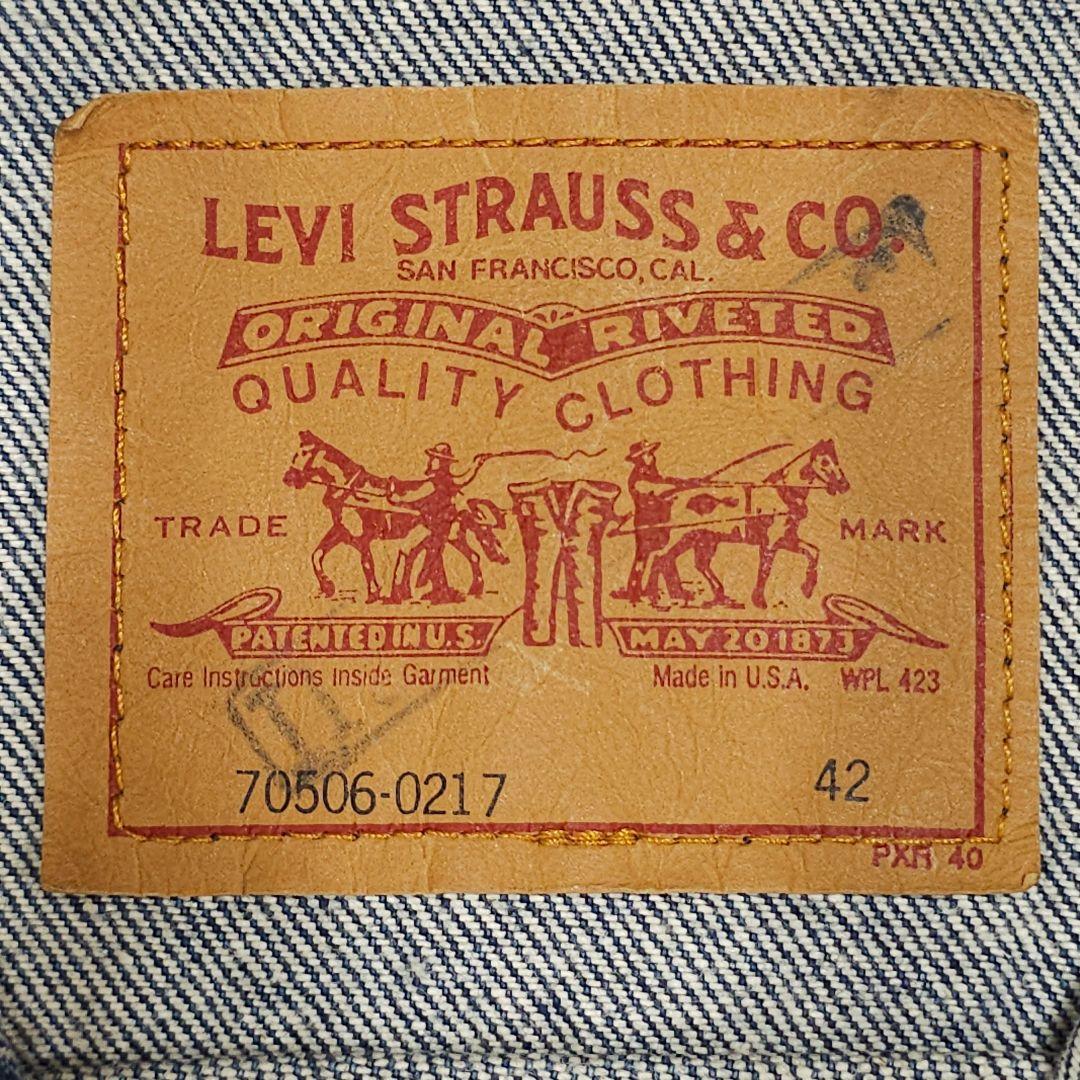 LEVI STRAUSS & CO.
SAN FRANCISCO, CAL.
ORIGINAL RIVETED
QUALITY CLOTHING
TRADE MARK
PATENTED IN U.S. MAY 20 1873
Care Instructions Inside Garment Made in U.S.A. WPL 423
70506-0217 42
PXR 40